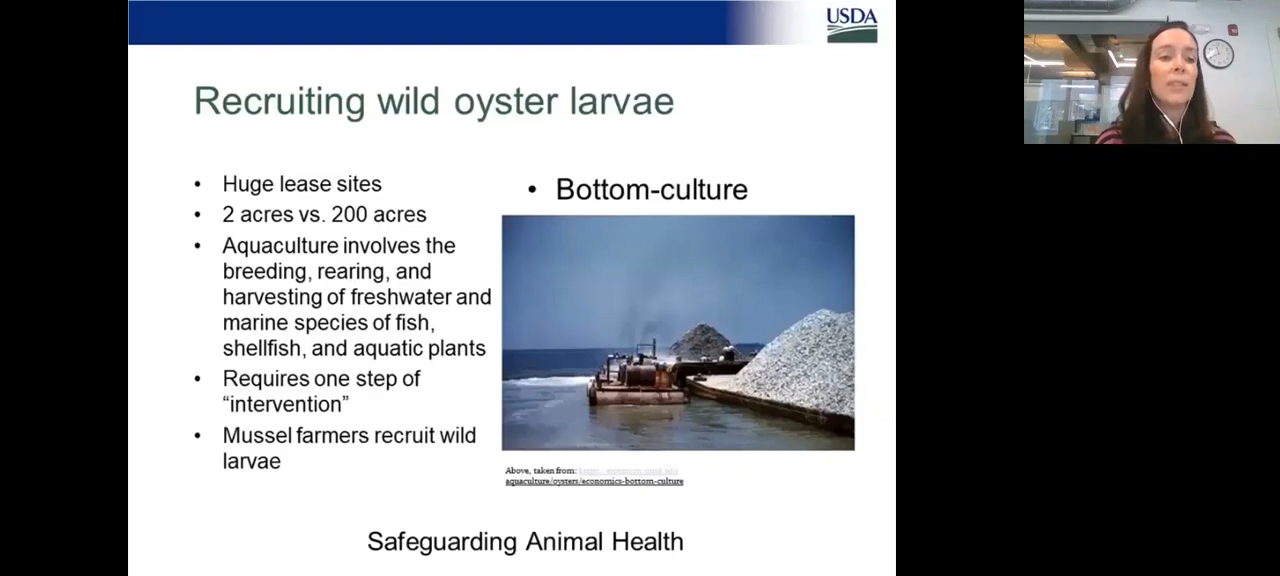 USDA
Recruiting wild oyster larvae
• Huge lease sites
• 2 acres vs. 200 acres
• Aquaculture involves the
breeding, rearing, and
harvesting of freshwater and
marine species of fish,
shellfish, and aquatic plants
• Requires one step of
“intervention”
• Mussel farmers recruit wild
larvae
• Bottom-culture
Above, taken from:
aquaculture/oysters/economics-bottom-culture
Safeguarding Animal Health